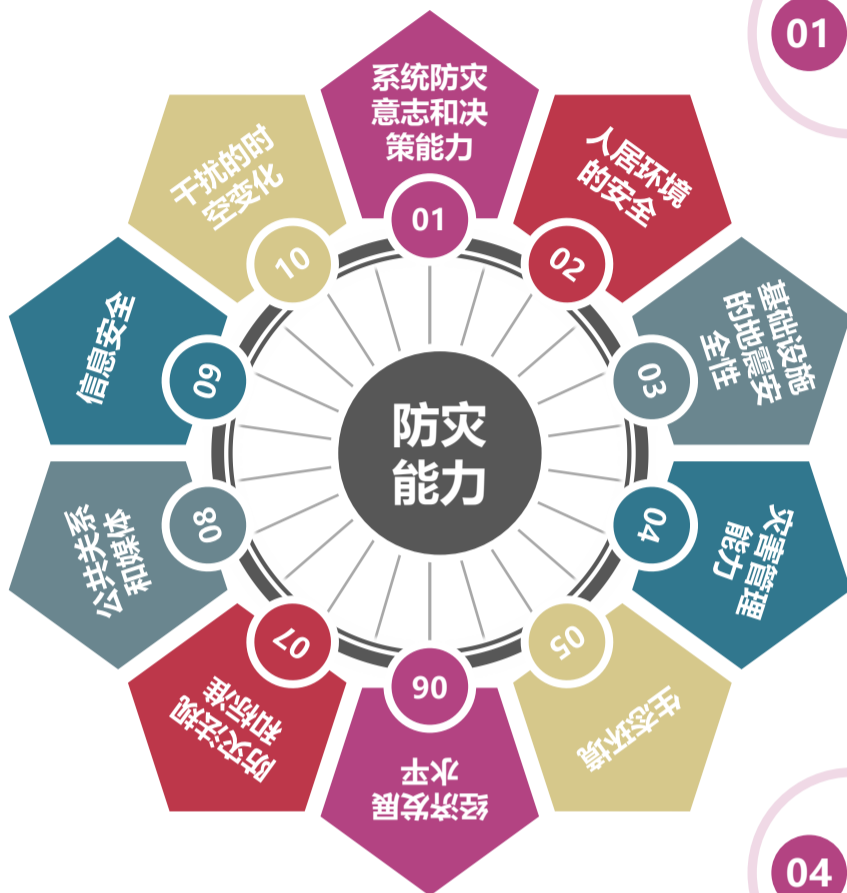 系统防灾
意志和决
策能力
01
人居环境
的安全
02
基础设施
的地震安
全性
03
灾害管理
能力
04
生态环境
05
经济发展
水平
06
防灾法规
和标准
07
公共关系
和媒体
08
信息安全
09
干扰的时
空变化
10
防灾
能力
01
04